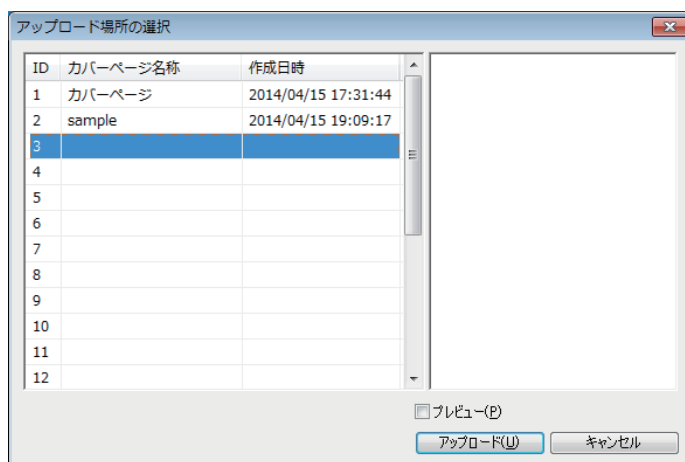 アップロード場所の選択
ID カバーページ名称 作成日時
1 カバーページ 2014/04/15 17:31:44
2 sample 2014/04/15 19:09:17
3
4
5
6
7
8
9
10
11
12
プレビュー(P)
アップロード(U) キャンセル